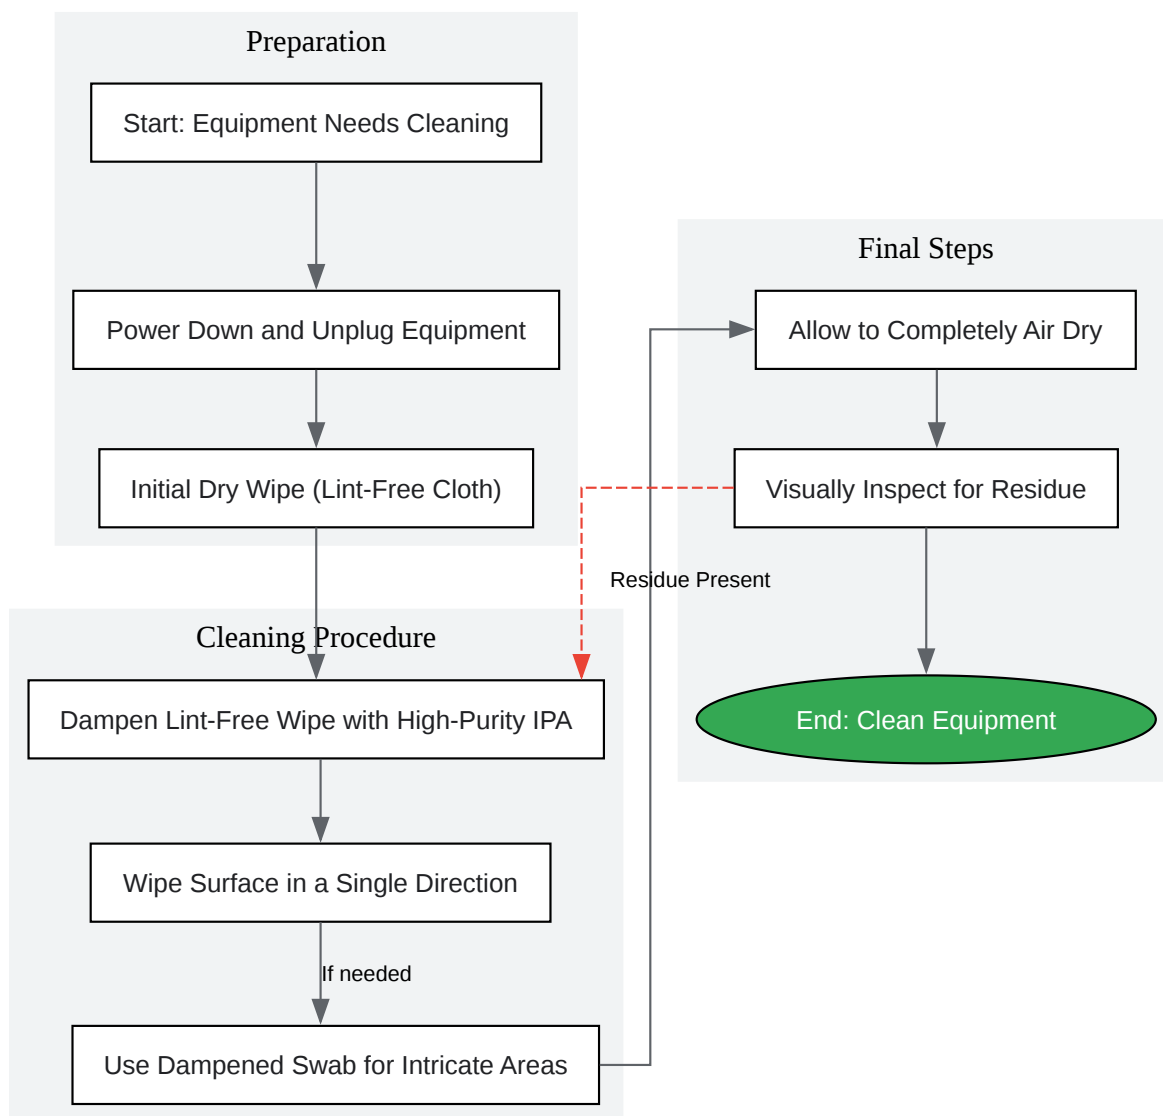 Preparation
Start: Equipment Needs Cleaning
Power Down and Unplug Equipment
Initial Dry Wipe (Lint-Free Cloth)
Cleaning Procedure
Dampen Lint-Free Wipe with High-Purity IPA
Wipe Surface in a Single Direction
If needed
Use Dampened Swab for Intricate Areas
Final Steps
Allow to Completely Air Dry
Visually Inspect for Residue
Residue Present
End: Clean Equipment